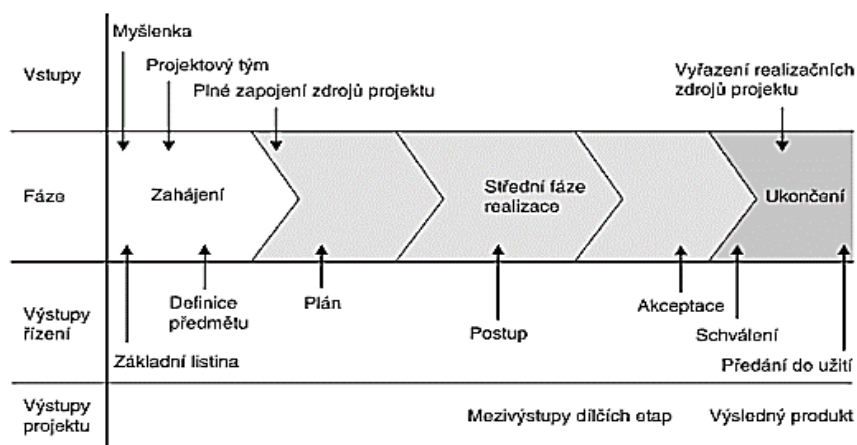 Myšlenka
Vstupy
Projektový tým
Plné zapojení zdrojů projektu
Vyřazení realizačních
zdrojů projektu
Fáze
Zahájení
Střední fáze
realizace
Ukončení
Výstupy
řízení
Základní listina
Definice
předmětu
Plán
Postup
Akceptace
Schválení
Předání do užití
Výstupy
projektu
Mezivýstupy dílčích etap
Výsledný produkt